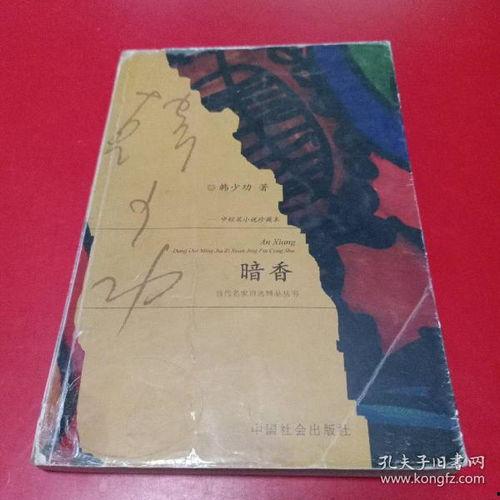 韩少功
韩少功 著
中短篇小说珍藏本
An Xiang
Dang Dai Ming Jia Zi Xuan Jing Pin Cong Shu
暗香
当代名家自选精品丛书
中国社会出版社
孔夫子旧书网
www.kongfz.com